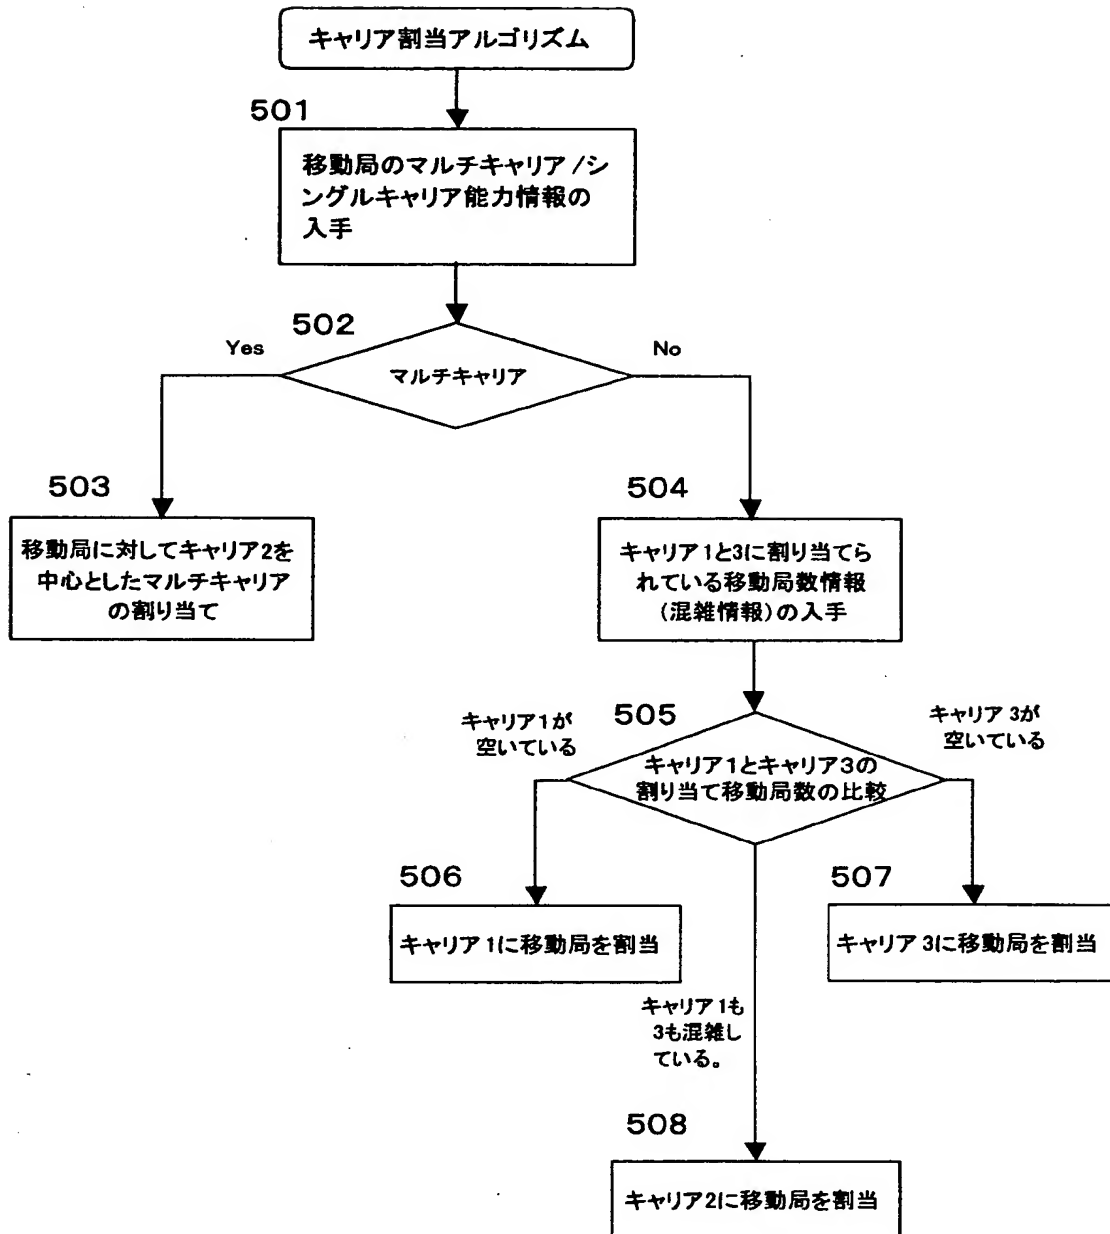 キャリア割当アルゴリズム
501
移動局のマルチキャリア/シ
ングルキャリア能力情報の
入手
502
Yes
No
マルチキャリア
503
移動局に対してキャリア2を
中心としたマルチキャリア
の割り当て
504
キャリア1と3に割り当てら
れている移動局数情報
(混雑情報)の入手
505
キャリア1が
空いている
キャリア3が
空いている
キャリア1とキャリア3の
割り当て移動局数の比較
506
キャリア1に移動局を割当
507
キャリア3に移動局を割当
キャリア1も
3も混雑し
ている。
508
キャリア2に移動局を割当